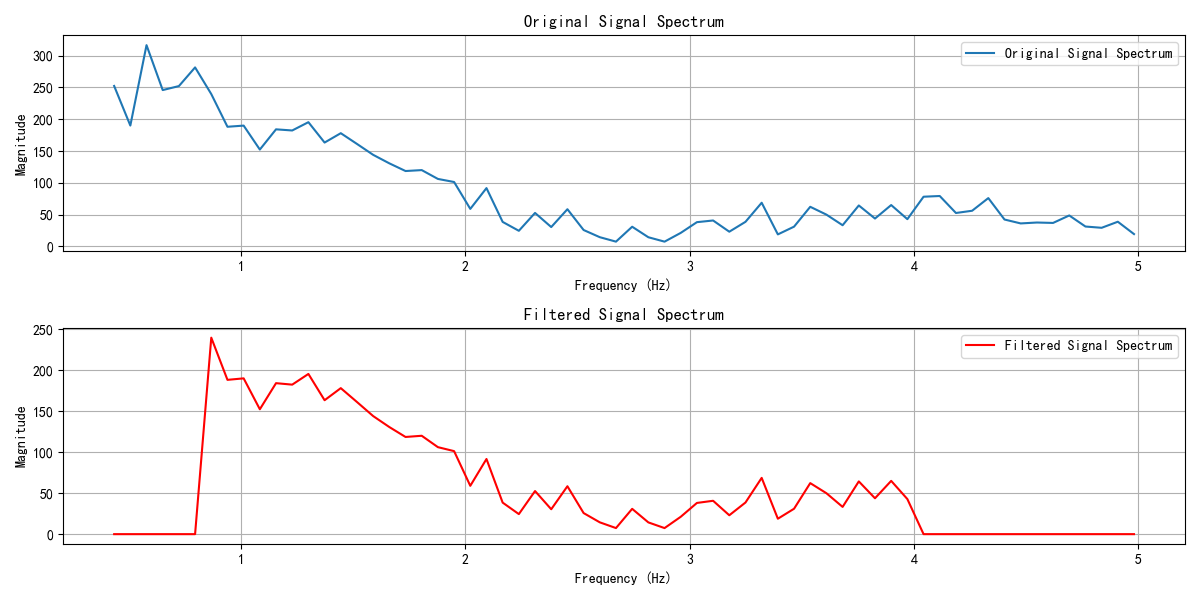 Original Signal Spectrum
Original Signal Spectrum
300
250
200
150
100
50
0
Magnitude
1 2 3 4 5
Frequency (Hz)
Filtered Signal Spectrum
Filtered Signal Spectrum
250
200
150
100
50
0
Magnitude
1 2 3 4 5
Frequency (Hz)